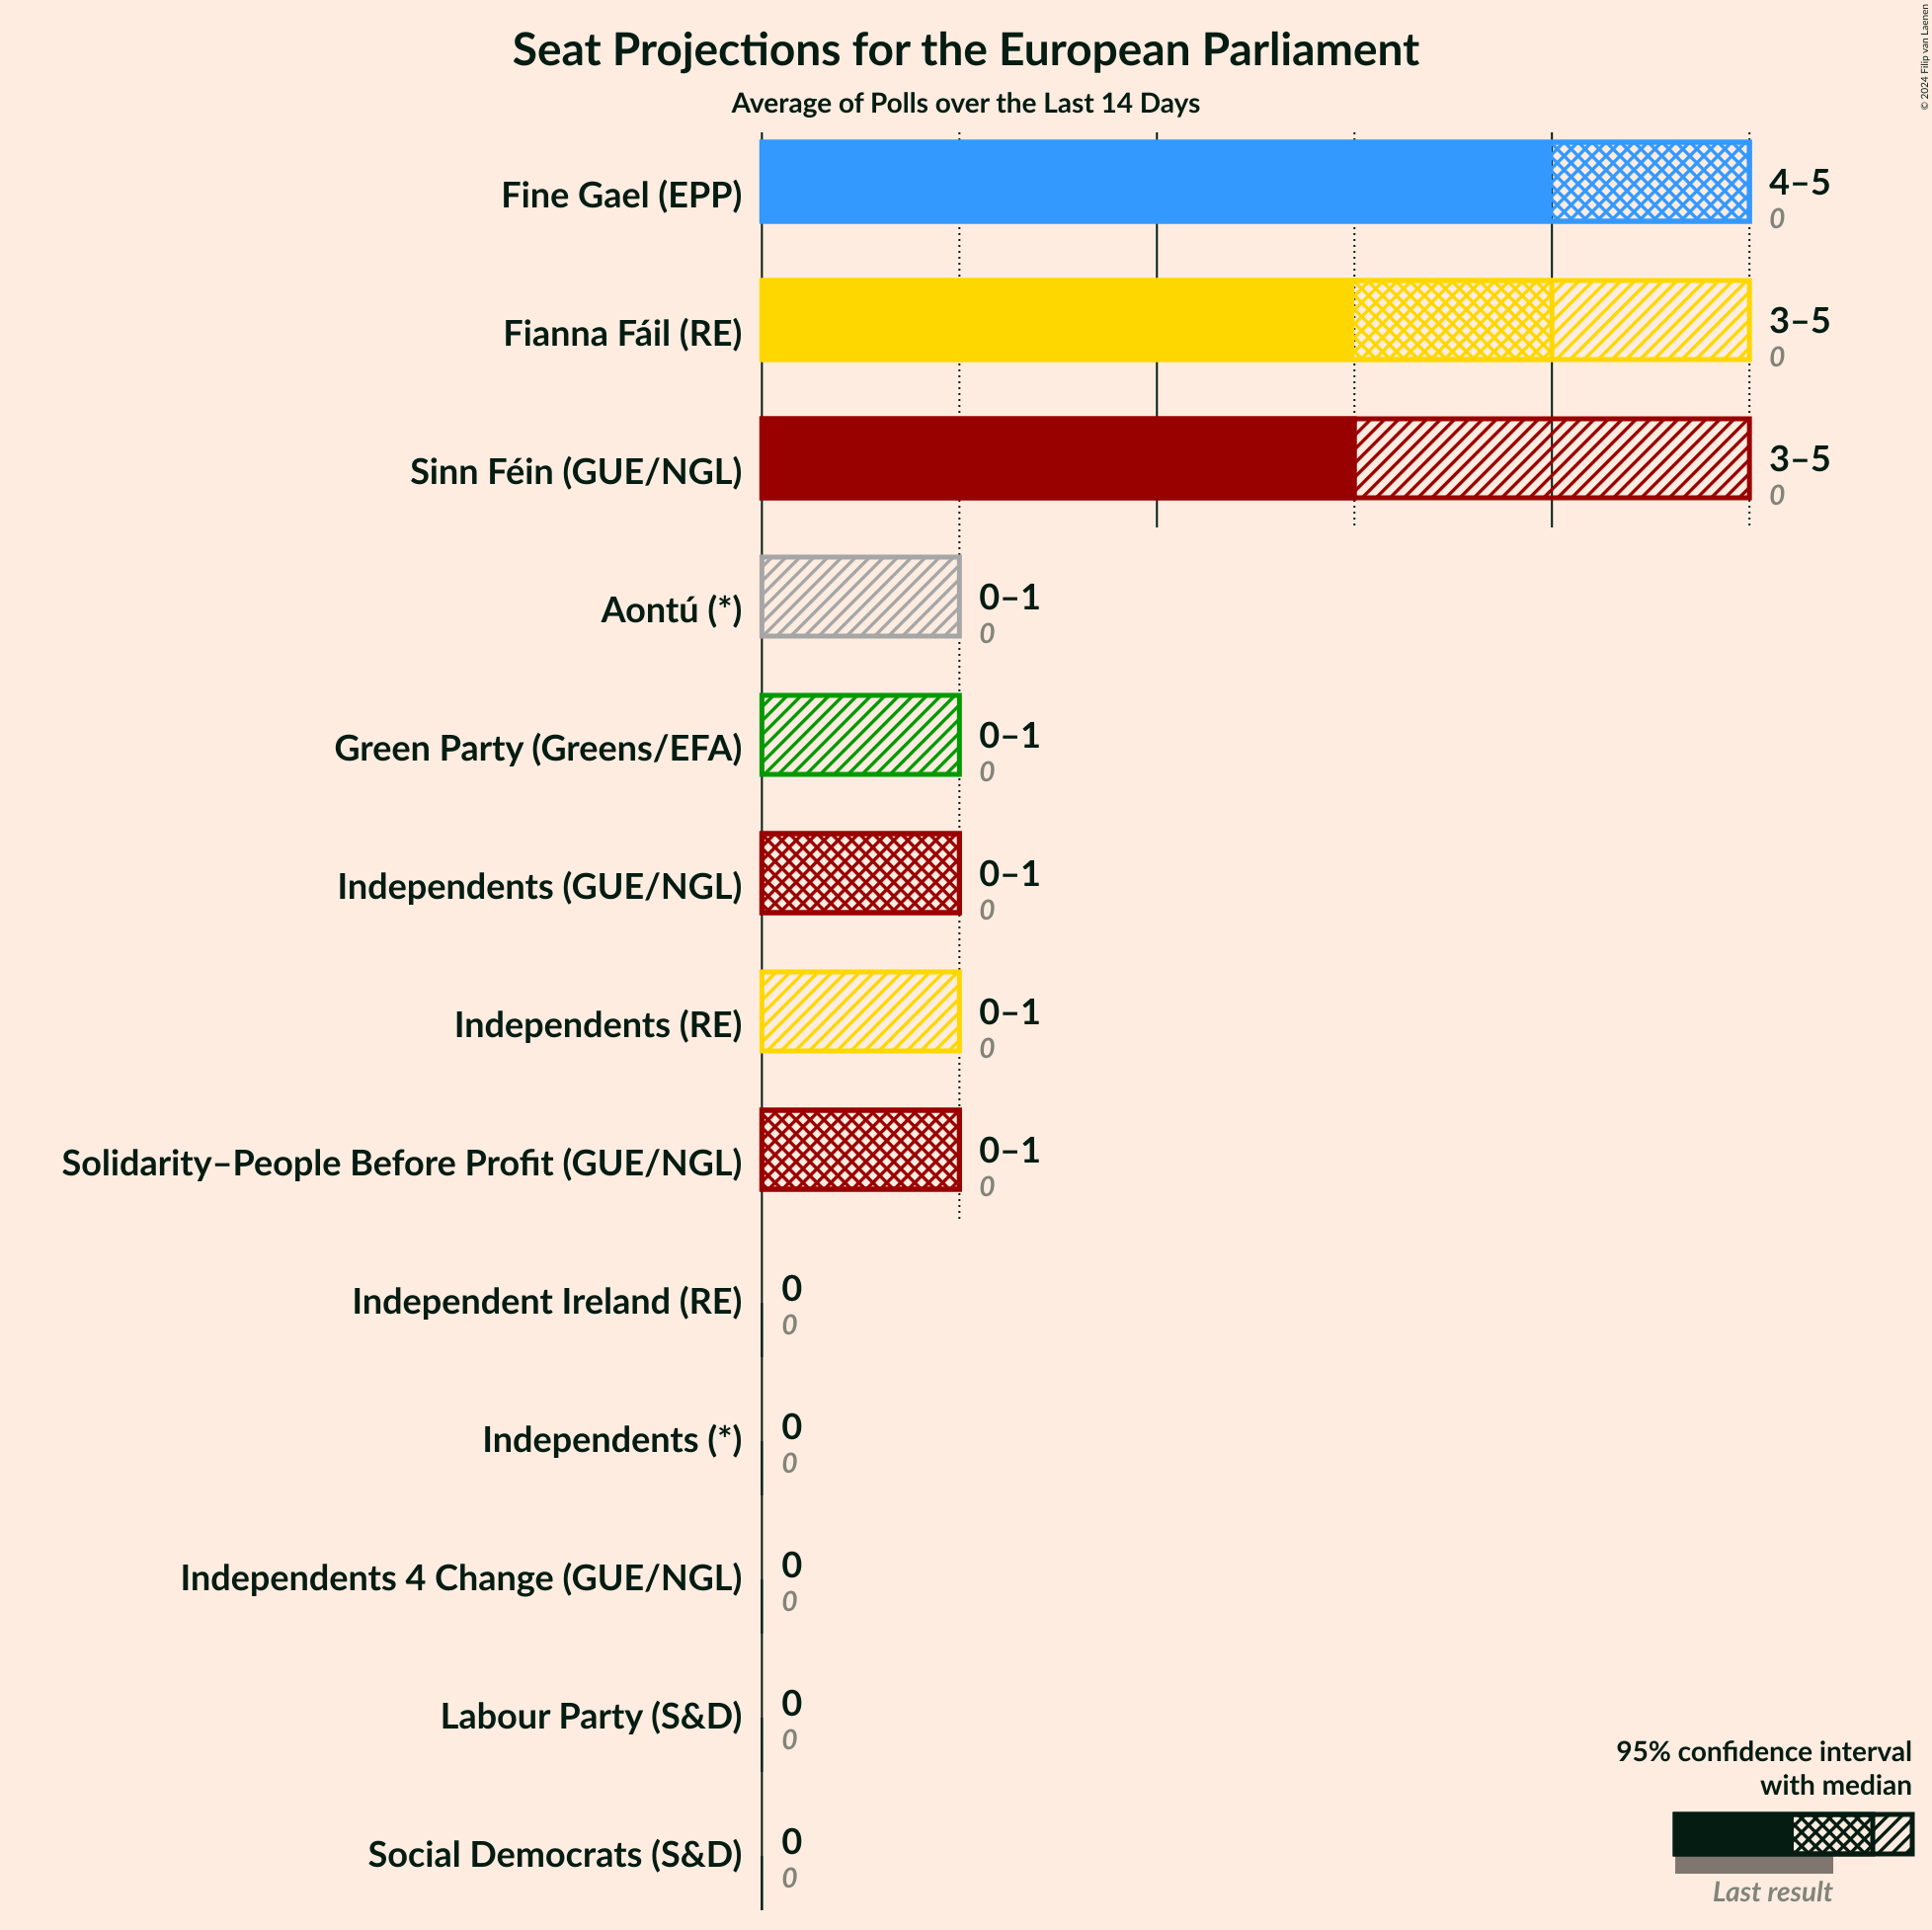 Seat Projections for the European Parliament
Average of Polls over the Last 14 Days
© 2024 Filip van Laenen
Fine Gael (EPP)
4–5
0
Fianna Fáil (RE)
3–5
0
Sinn Féin (GUE/NGL)
3–5
0
Aontú (*)
0–1
0
Green Party (Greens/EFA)
0–1
0
Independents (GUE/NGL)
0–1
0
Independents (RE)
0–1
0
Solidarity–People Before Profit (GUE/NGL)
0–1
0
Independent Ireland (RE)
0
0
Independents (*)
0
0
Independents 4 Change (GUE/NGL)
0
0
Labour Party (S&D)
0
0
Social Democrats (S&D)
0
0
95% confidence interval
with median
Last result